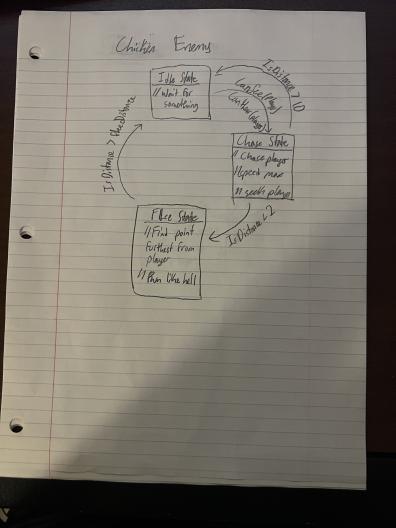 Chicken Enemy
Idle State
// wait for
something
IsDistance > 10
CanSee(Player)
CanHear(player)
Chase State
// Chase player
// speed max
// seek player
IsDistance < 2
Flee State
// Find point
furthest from
player
// Run like hell
IsDistance > FleeDistance